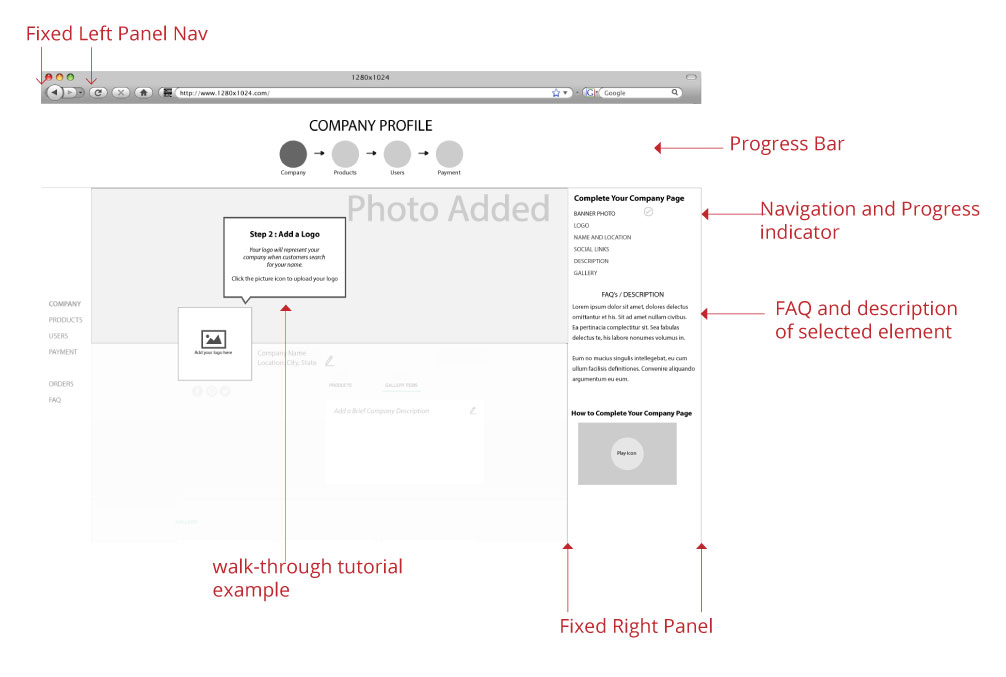 Fixed Left Panel Nav
1280x1024
http://www.1280x1024.com/
Google
COMPANY PROFILE
Company
Products
Users
Payment
Progress Bar
Photo Added
Step 2 : Add a Logo
Your logo will represent your
company when customers search
for your name.
Click the picture icon to upload your logo
Add your logo here
COMPANY
PRODUCTS
USERS
PAYMENT
ORDERS
FAQ
Company Name
Location: City, State
PRODUCTS
GALLERY ITEMS
Add a Brief Company Description
GALLERY
Complete Your Company Page
BANNER PHOTO
LOGO
NAME AND LOCATION
SOCIAL LINKS
DESCRIPTION
GALLERY
FAQ's / DESCRIPTION
Lorem ipsum dolor sit amet, dolores delectus
omittantur et his. Sit ad amet nullam civibus.
Ea pertinacia complectitur sit. Sea fabulas
delectus te, his labore nonumes volumus in.
Eum no mucius singulis intellegebat, eu cum
ullum facilisis definitiones. Convenire aliquando
argumentum eu eum.
How to Complete Your Company Page
Play Icon
Navigation and Progress
indicator
FAQ and description
of selected element
walk-through tutorial
example
Fixed Right Panel